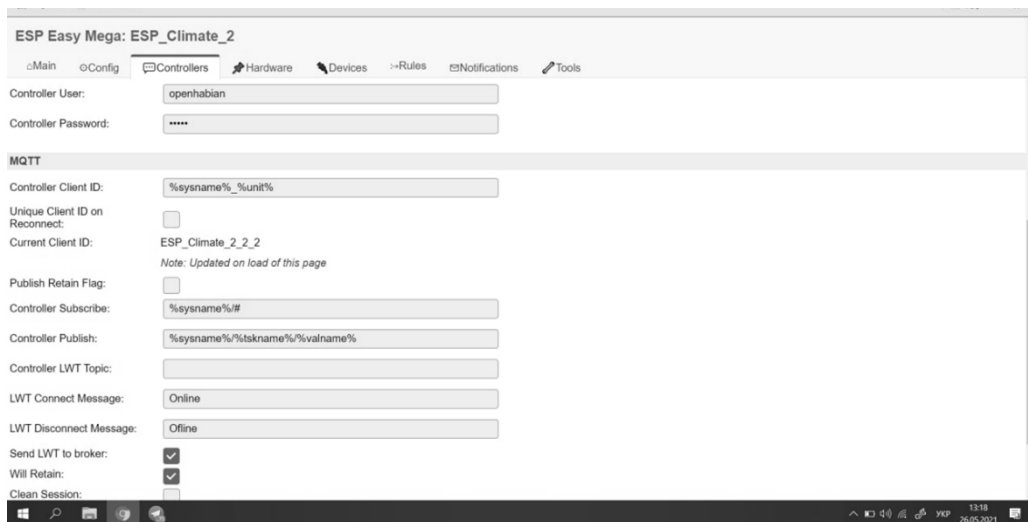 ESP Easy Mega: ESP_Climate_2
Main Config Controllers Hardware Devices Rules Notifications Tools
Controller User: openhabian
Controller Password: •••••
MQTT
Controller Client ID: %sysname%_%unit%
Unique Client ID on
Reconnect:
Current Client ID: ESP_Climate_2_2_2
Note: Updated on load of this page
Publish Retain Flag:
Controller Subscribe: %sysname%/#
Controller Publish: %sysname%/%tskname%/%valname%
Controller LWT Topic:
LWT Connect Message: Online
LWT Disconnect Message: Ofline
Send LWT to broker:
Will Retain:
Clean Session:
УКР
13:18
26.05.2021